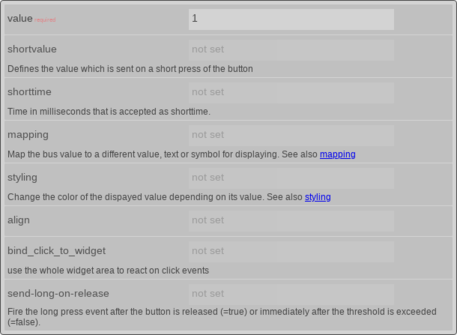 value (required) 1
shortvalue not set
Defines the value which is sent on a short press of the button
shorttime not set
Time in milliseconds that is accepted as shorttime.
mapping not set
Map the bus value to a different value, text or symbol for displaying. See also mapping
styling not set
Change the color of the dispayed value depending on its value. See also styling
align not set
bind_click_to_widget not set
use the whole widget area to react on click events
send-long-on-release not set
Fire the long press event after the button is released (=true) or immediately after the threshold is exceeded
(=false).